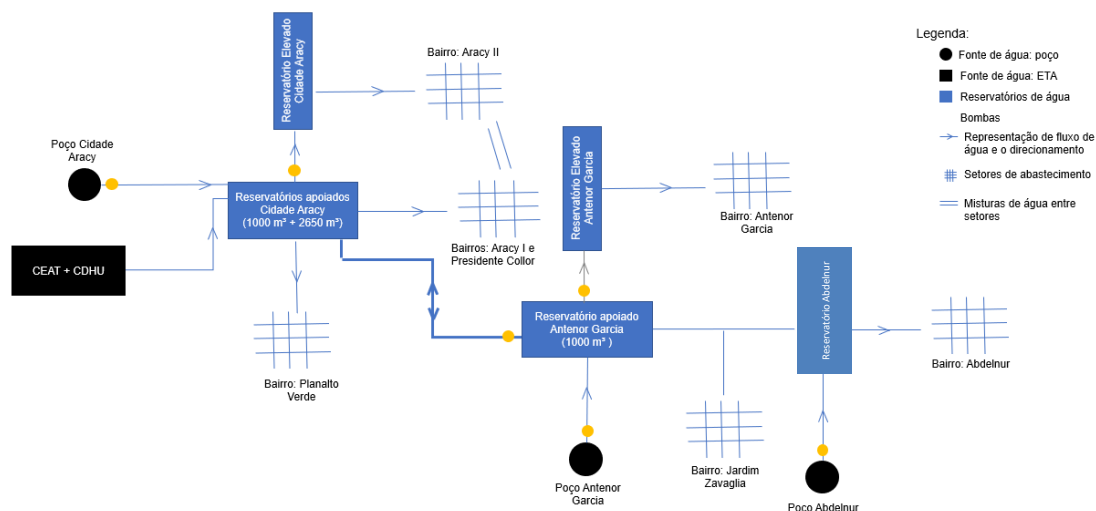 Legenda:
Fonte de água: poço
Fonte de água: ETA
Reservatórios de água
Bombas
Representação de fluxo de
água e o direcionamento
Setores de abastecimento
Misturas de água entre
setores
Reservatório Elevado
Cidade Aracy
Bairro: Aracy II
Poço Cidade
Aracy
Reservatórios apoiados
Cidade Aracy
(1000 m³ + 2650 m³)
Bairros: Aracy I e
Presidente Collor
CEAT + CDHU
Bairro: Planalto
Verde
Reservatório Elevado
Antenor Garcia
Bairro: Antenor
Garcia
Reservatório apoiado
Antenor Garcia
(1000 m³ )
Reservatório Abdelnur
Bairro: Abdelnur
Bairro: Jardim
Zavaglia
Poço Antenor
Garcia
Poço Abdelnur